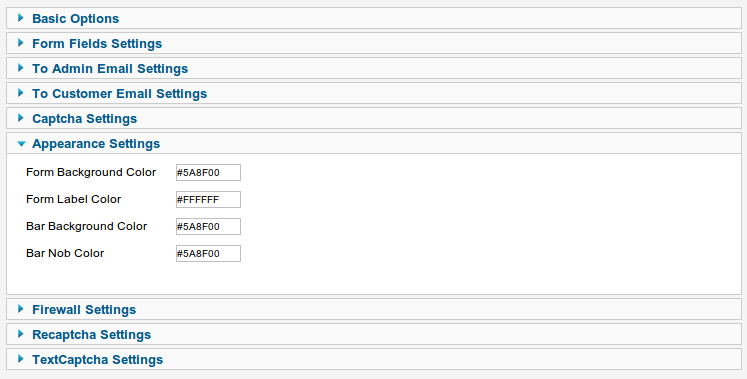 Basic Options
Form Fields Settings
To Admin Email Settings
To Customer Email Settings
Captcha Settings
Appearance Settings
Form Background Color #5A8F00
Form Label Color #FFFFFF
Bar Background Color #5A8F00
Bar Nob Color #5A8F00
Firewall Settings
Recaptcha Settings
TextCaptcha Settings